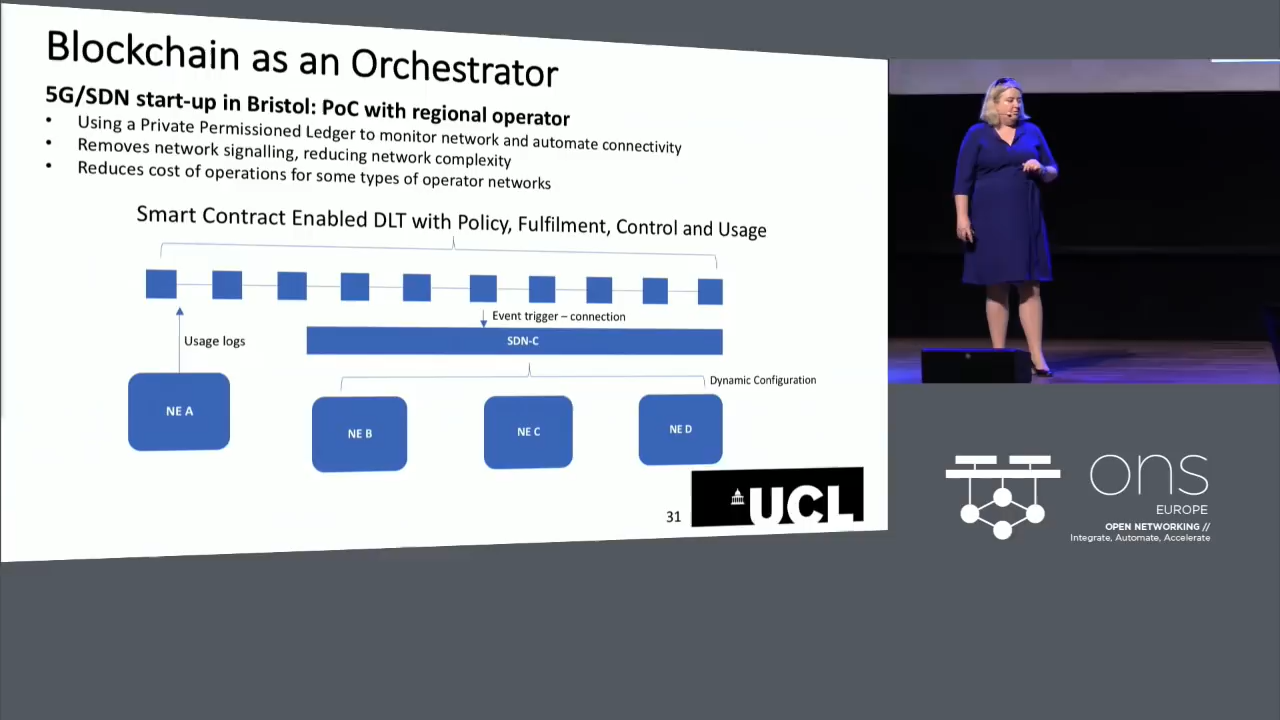 Blockchain as an Orchestrator
5G/SDN start-up in Bristol: PoC with regional operator
• Using a Private Permissioned Ledger to monitor network and automate connectivity
• Removes network signalling, reducing network complexity
• Reduces cost of operations for some types of operator networks
Smart Contract Enabled DLT with Policy, Fulfilment, Control and Usage
Event trigger – connection
Usage logs
SDN-C
Dynamic Configuration
NE A
NE B
NE C
NE D
31
UCL
ons
EUROPE
OPEN NETWORKING //
Integrate, Automate, Accelerate